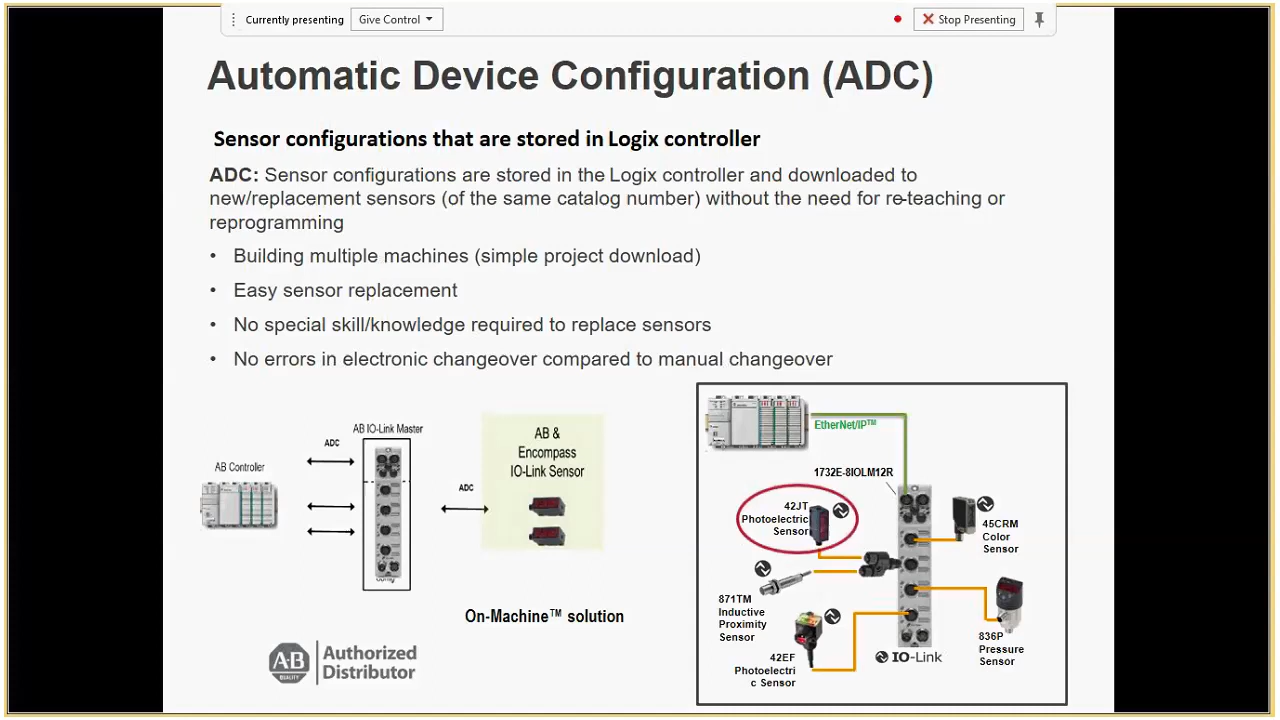 Currently presenting
Give Control
Stop Presenting
Automatic Device Configuration (ADC)
Sensor configurations that are stored in Logix controller
ADC: Sensor configurations are stored in the Logix controller and downloaded to
new/replacement sensors (of the same catalog number) without the need for re-teaching or
reprogramming
• Building multiple machines (simple project download)
• Easy sensor replacement
• No special skill/knowledge required to replace sensors
• No errors in electronic changeover compared to manual changeover
AB IO-Link Master
ADC
AB Controller
AB &
Encompass
IO-Link Sensor
ADC
On-Machine™ solution
AB
QUALITY
Authorized
Distributor
EtherNet/IP™
1732E-8IOLM12R
42JT
Photoelectric
Sensor
45CRM
Color
Sensor
871TM
Inductive
Proximity
Sensor
42EF
Photoelectri
c Sensor
836P
Pressure
Sensor
IO-Link